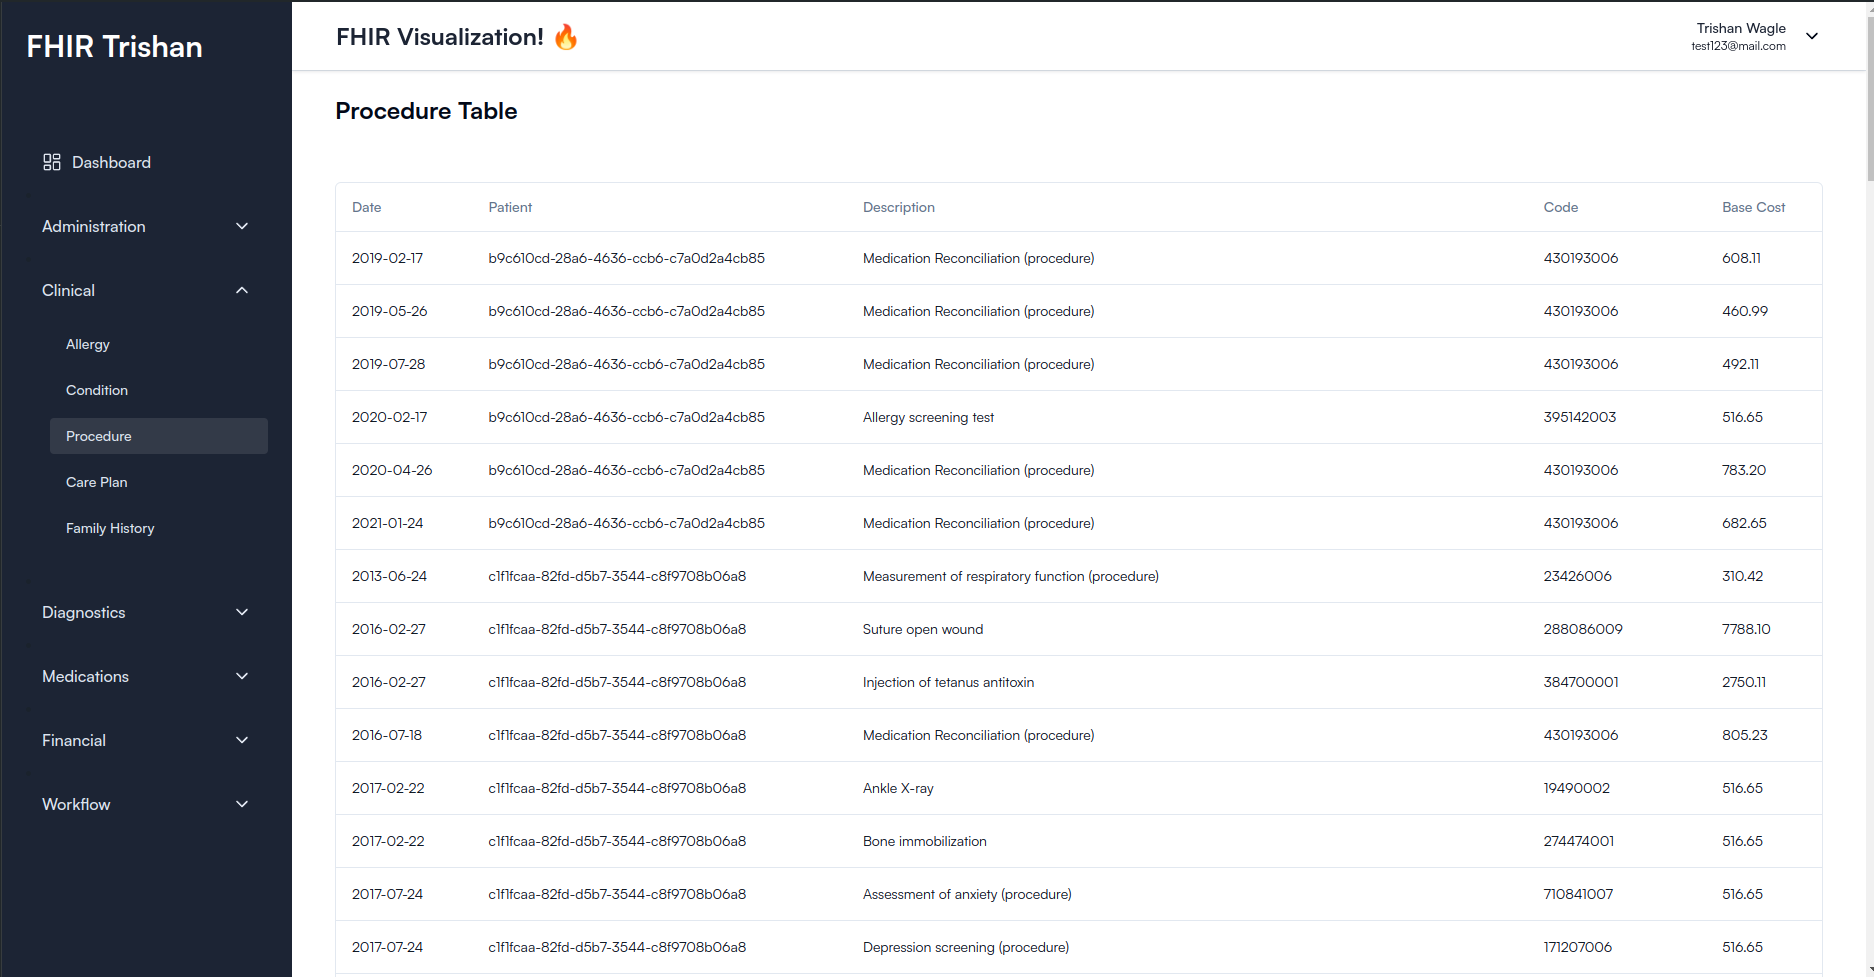 FHIR Trishan
Dashboard
Administration
Clinical
Allergy
Condition
Procedure
Care Plan
Family History
Diagnostics
Medications
Financial
Workflow
FHIR Visualization! 🔥
Trishan Wagle
test123@mail.com
Procedure Table
Date Patient Description Code Base Cost
2019-02-17 b9c610cd-28a6-4636-ccb6-c7a0d2a4cb85 Medication Reconciliation (procedure) 430193006 608.11
2019-05-26 b9c610cd-28a6-4636-ccb6-c7a0d2a4cb85 Medication Reconciliation (procedure) 430193006 460.99
2019-07-28 b9c610cd-28a6-4636-ccb6-c7a0d2a4cb85 Medication Reconciliation (procedure) 430193006 492.11
2020-02-17 b9c610cd-28a6-4636-ccb6-c7a0d2a4cb85 Allergy screening test 395142003 516.65
2020-04-26 b9c610cd-28a6-4636-ccb6-c7a0d2a4cb85 Medication Reconciliation (procedure) 430193006 783.20
2021-01-24 b9c610cd-28a6-4636-ccb6-c7a0d2a4cb85 Medication Reconciliation (procedure) 430193006 682.65
2013-06-24 c1f1fcaa-82fd-d5b7-3544-c8f9708b06a8 Measurement of respiratory function (procedure) 23426006 310.42
2016-02-27 c1f1fcaa-82fd-d5b7-3544-c8f9708b06a8 Suture open wound 288086009 7788.10
2016-02-27 c1f1fcaa-82fd-d5b7-3544-c8f9708b06a8 Injection of tetanus antitoxin 384700001 2750.11
2016-07-18 c1f1fcaa-82fd-d5b7-3544-c8f9708b06a8 Medication Reconciliation (procedure) 430193006 805.23
2017-02-22 c1f1fcaa-82fd-d5b7-3544-c8f9708b06a8 Ankle X-ray 19490002 516.65
2017-02-22 c1f1fcaa-82fd-d5b7-3544-c8f9708b06a8 Bone immobilization 274474001 516.65
2017-07-24 c1f1fcaa-82fd-d5b7-3544-c8f9708b06a8 Assessment of anxiety (procedure) 710841007 516.65
2017-07-24 c1f1fcaa-82fd-d5b7-3544-c8f9708b06a8 Depression screening (procedure) 171207006 516.65